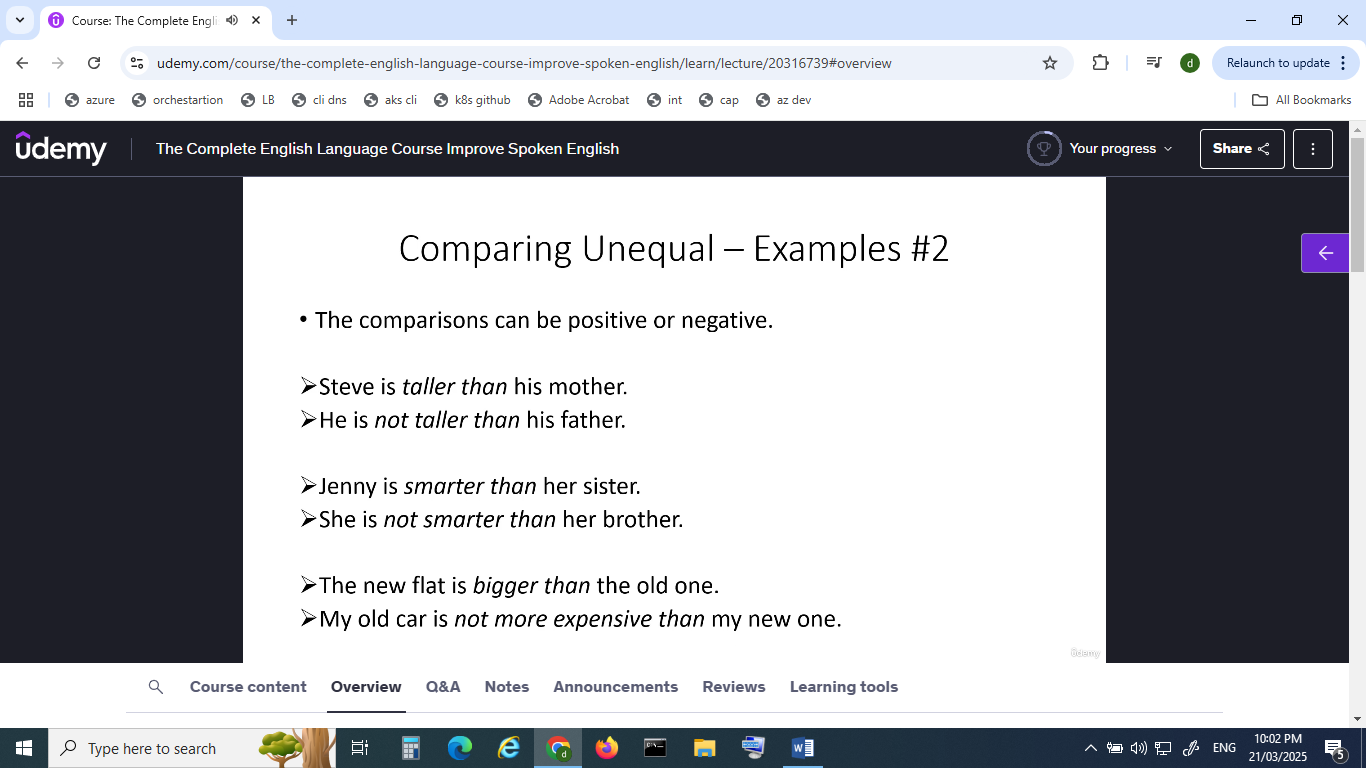 Course: The Complete Engli
udemy.com/course/the-complete-english-language-course-improve-spoken-english/learn/lecture/20316739#overview
d
Relaunch to update
azure
orchestartion
LB
cli dns
aks cli
k8s github
Adobe Acrobat
int
cap
az dev
All Bookmarks
ûdemy
The Complete English Language Course Improve Spoken English
Your progress
Share
Comparing Unequal – Examples #2
• The comparisons can be positive or negative.
➢Steve is taller than his mother.
➢He is not taller than his father.
➢Jenny is smarter than her sister.
➢She is not smarter than her brother.
➢The new flat is bigger than the old one.
➢My old car is not more expensive than my new one.
ûdemy
Course content
Overview
Q&A
Notes
Announcements
Reviews
Learning tools
Type here to search
ENG
10:02 PM
21/03/2025
5